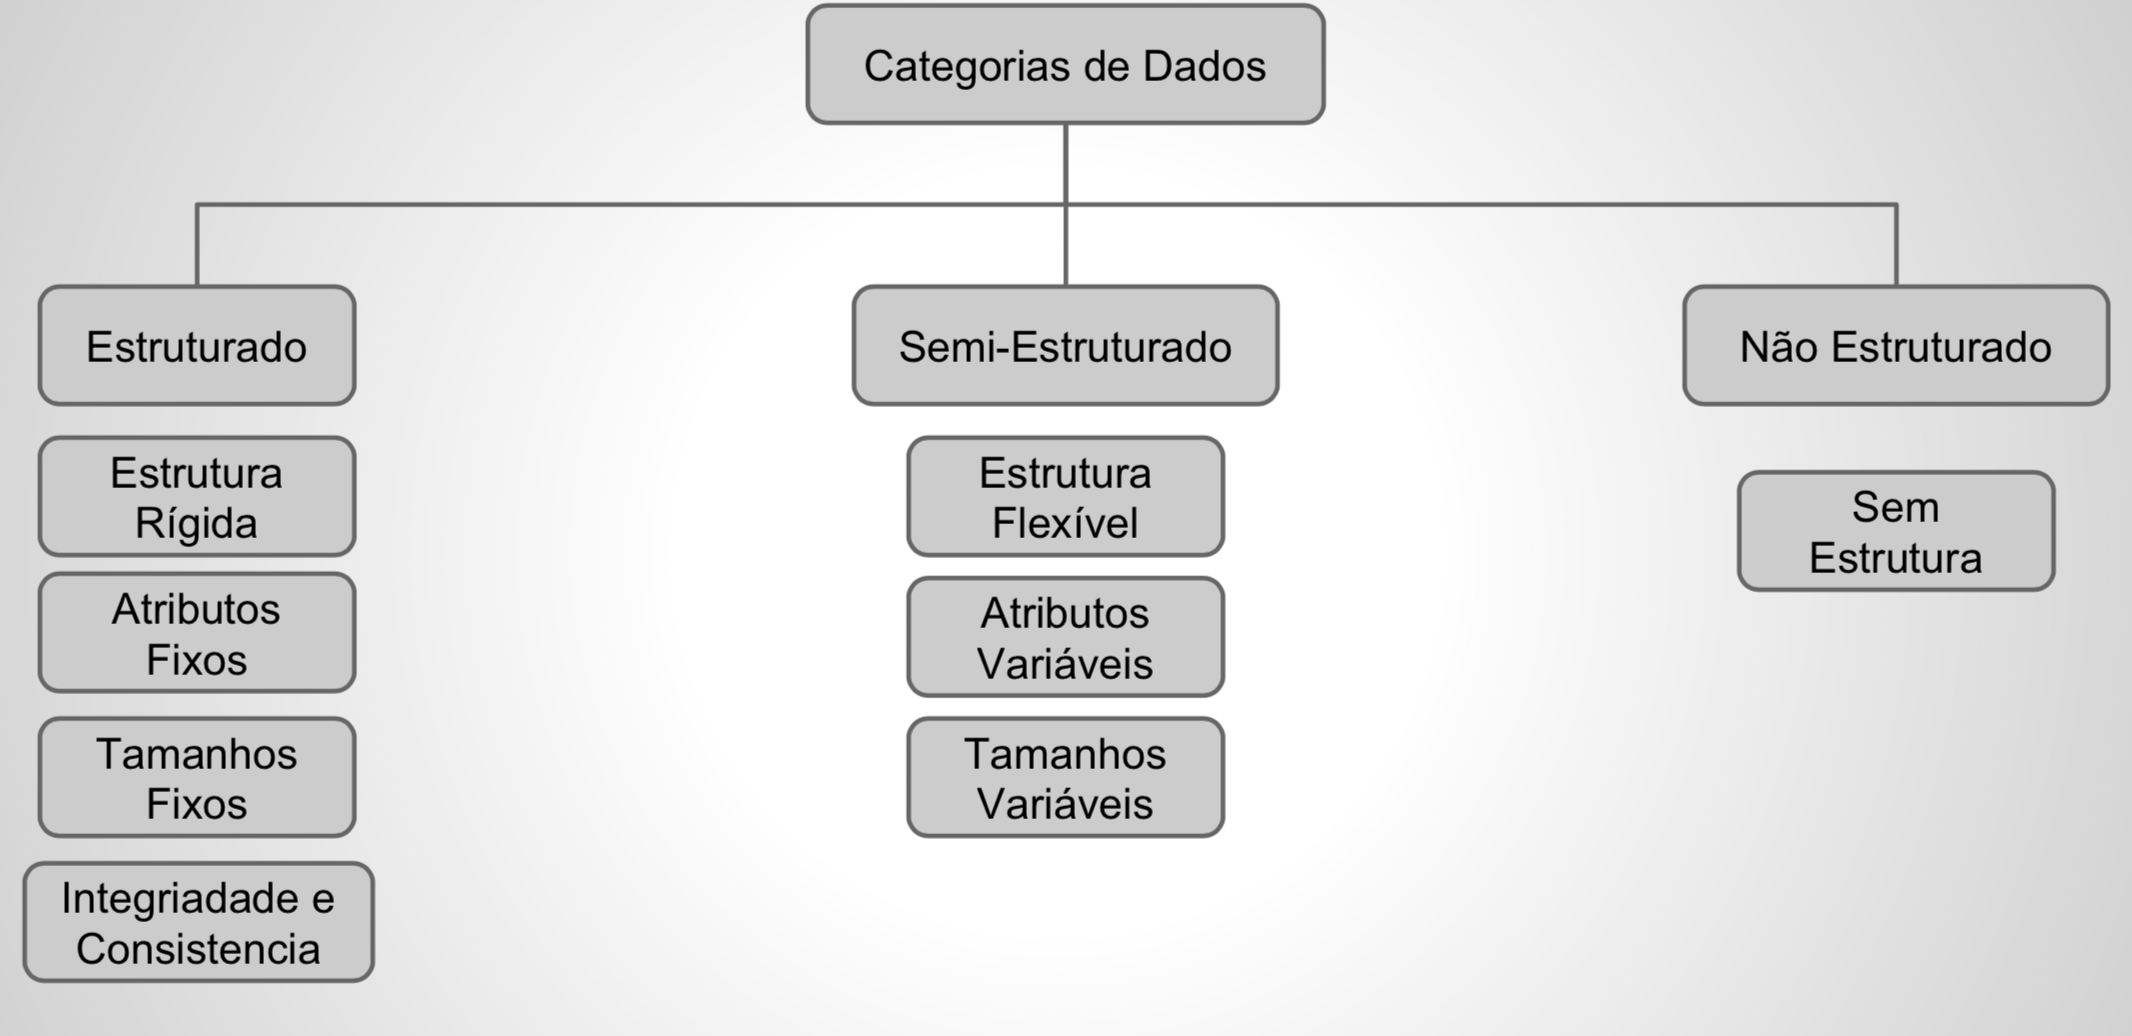 Categorias de Dados
Estruturado
Estrutura
Rígida
Atributos
Fixos
Tamanhos
Fixos
Integriadade e
Consistencia
Semi-Estruturado
Estrutura
Flexível
Atributos
Variáveis
Tamanhos
Variáveis
Não Estruturado
Sem
Estrutura